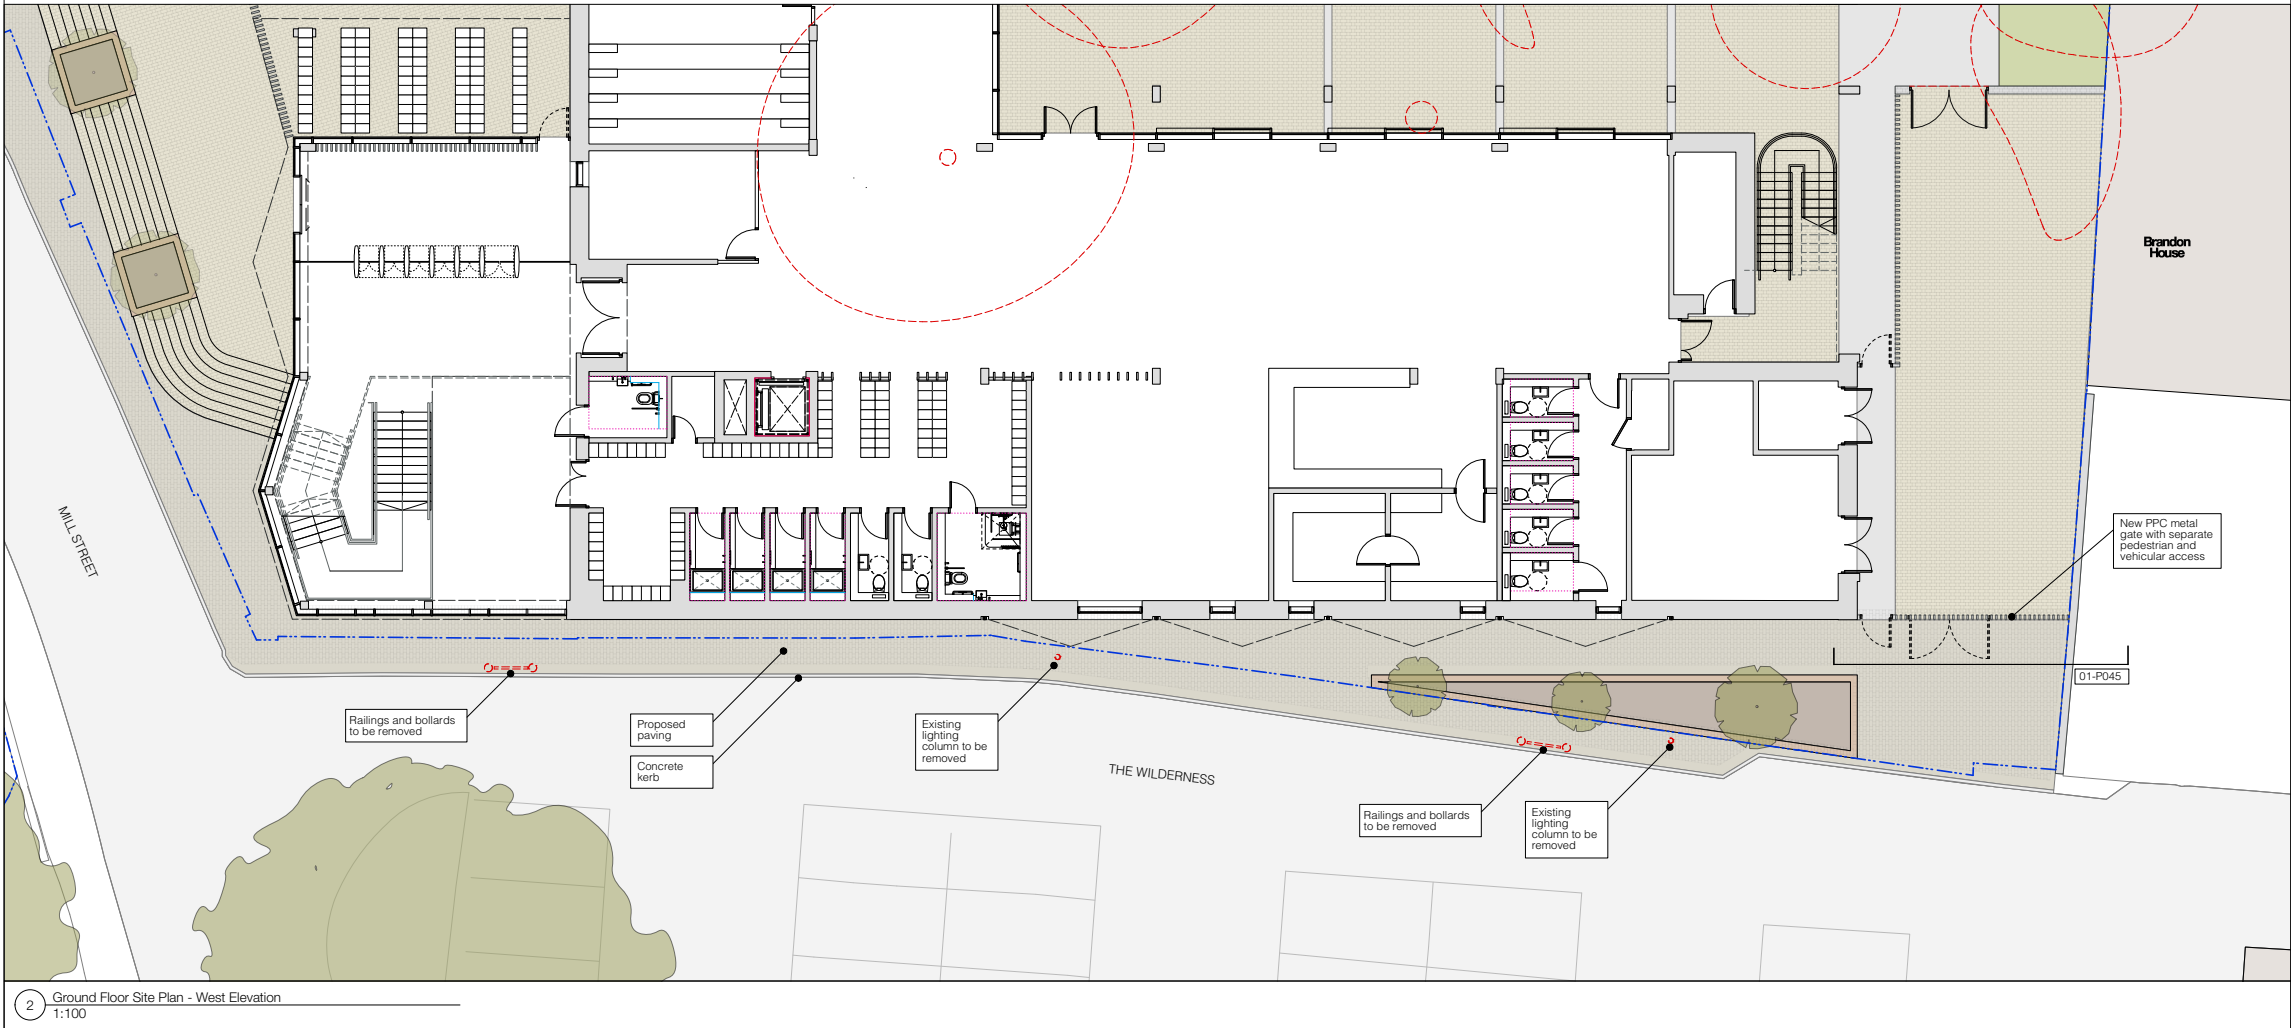 Brandon
House
MILL STREET
New PPC metal
gate with separate
pedestrian and
vehicular access
01-P045
Railings and bollards
to be removed
Proposed
paving
Concrete
kerb
Existing
lighting
column to be
removed
THE WILDERNESS
Railings and bollards
to be removed
Existing
lighting
column to be
removed
2
Ground Floor Site Plan - West Elevation
1:100